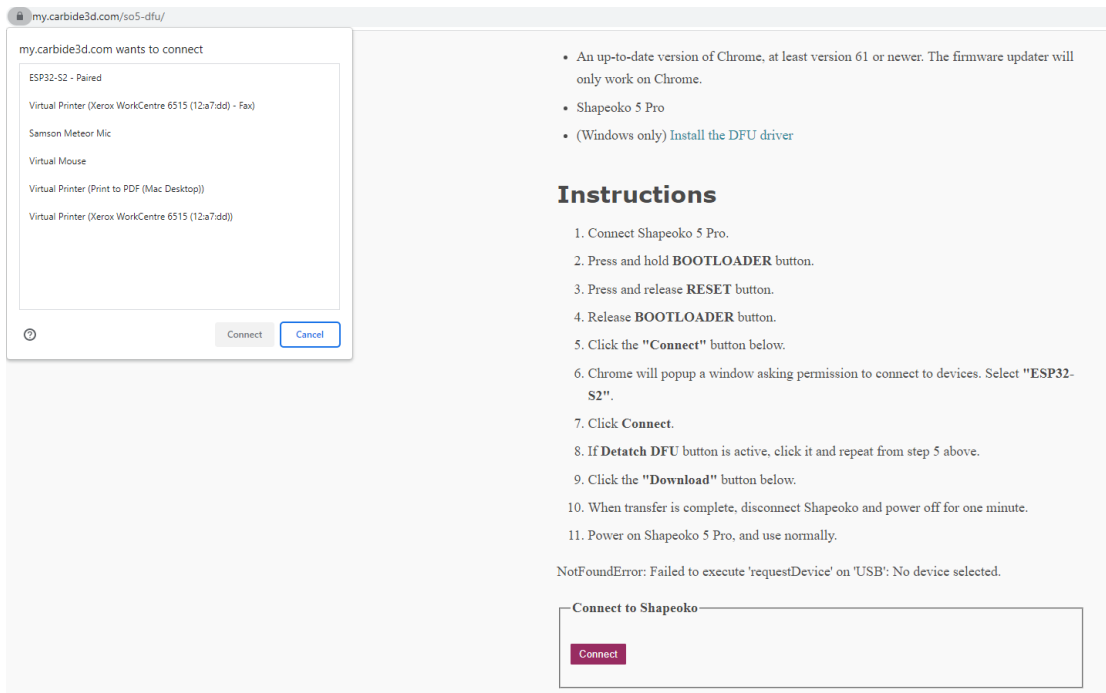 my.carbide3d.com/so5-dfu/
my.carbide3d.com wants to connect
ESP32-S2 - Paired
Virtual Printer (Xerox WorkCentre 6515 (12:a7:dd) - Fax)
Samson Meteor Mic
Virtual Mouse
Virtual Printer (Print to PDF (Mac Desktop))
Virtual Printer (Xerox WorkCentre 6515 (12:a7:dd))
Connect
Cancel
• An up-to-date version of Chrome, at least version 61 or newer. The firmware updater will
only work on Chrome.
• Shapeoko 5 Pro
• (Windows only) Install the DFU driver
Instructions
1. Connect Shapeoko 5 Pro.
2. Press and hold BOOTLOADER button.
3. Press and release RESET button.
4. Release BOOTLOADER button.
5. Click the "Connect" button below.
6. Chrome will popup a window asking permission to connect to devices. Select "ESP32-
S2".
7. Click Connect.
8. If Detatch DFU button is active, click it and repeat from step 5 above.
9. Click the "Download" button below.
10. When transfer is complete, disconnect Shapeoko and power off for one minute.
11. Power on Shapeoko 5 Pro, and use normally.
NotFoundError: Failed to execute 'requestDevice' on 'USB': No device selected.
Connect to Shapeoko
Connect